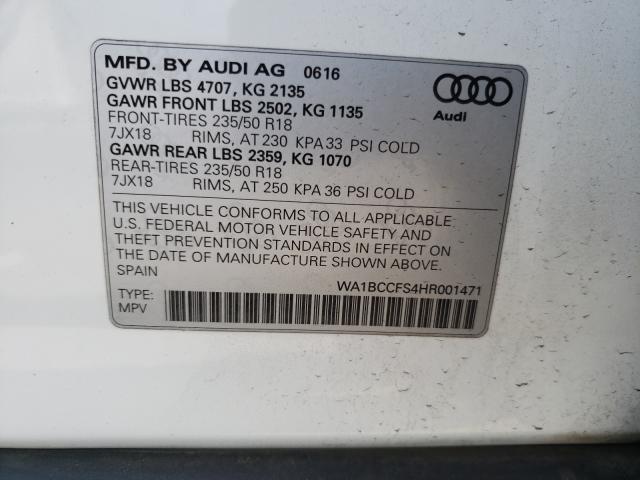 MFD. BY AUDI AG 0616
GVWR LBS 4707, KG 2135
GAWR FRONT LBS 2502, KG 1135
FRONT-TIRES 235/50 R18
7JX18 RIMS, AT 230 KPA 33 PSI COLD
GAWR REAR LBS 2359, KG 1070
REAR-TIRES 235/50 R18
7JX18 RIMS, AT 250 KPA 36 PSI COLD
Audi
THIS VEHICLE CONFORMS TO ALL APPLICABLE
U.S. FEDERAL MOTOR VEHICLE SAFETY AND
THEFT PREVENTION STANDARDS IN EFFECT ON
THE DATE OF MANUFACTURE SHOWN ABOVE.
SPAIN
WA1BCCFS4HR001471
TYPE:
MPV